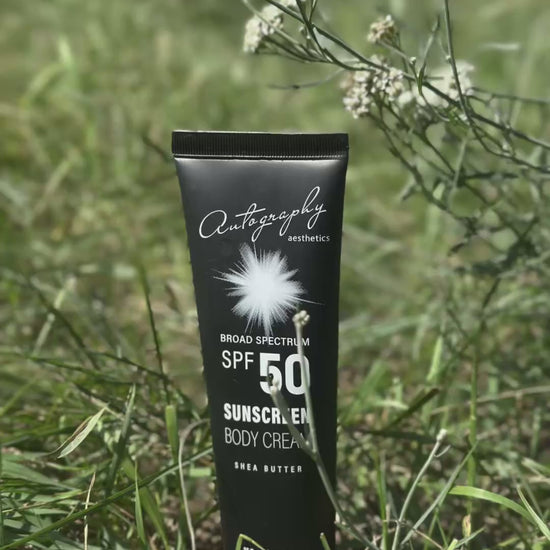 Autography
aesthetics
BROAD SPECTRUM
SPF 50
SUNSCREEN
BODY CREAM
SHEA BUTTER